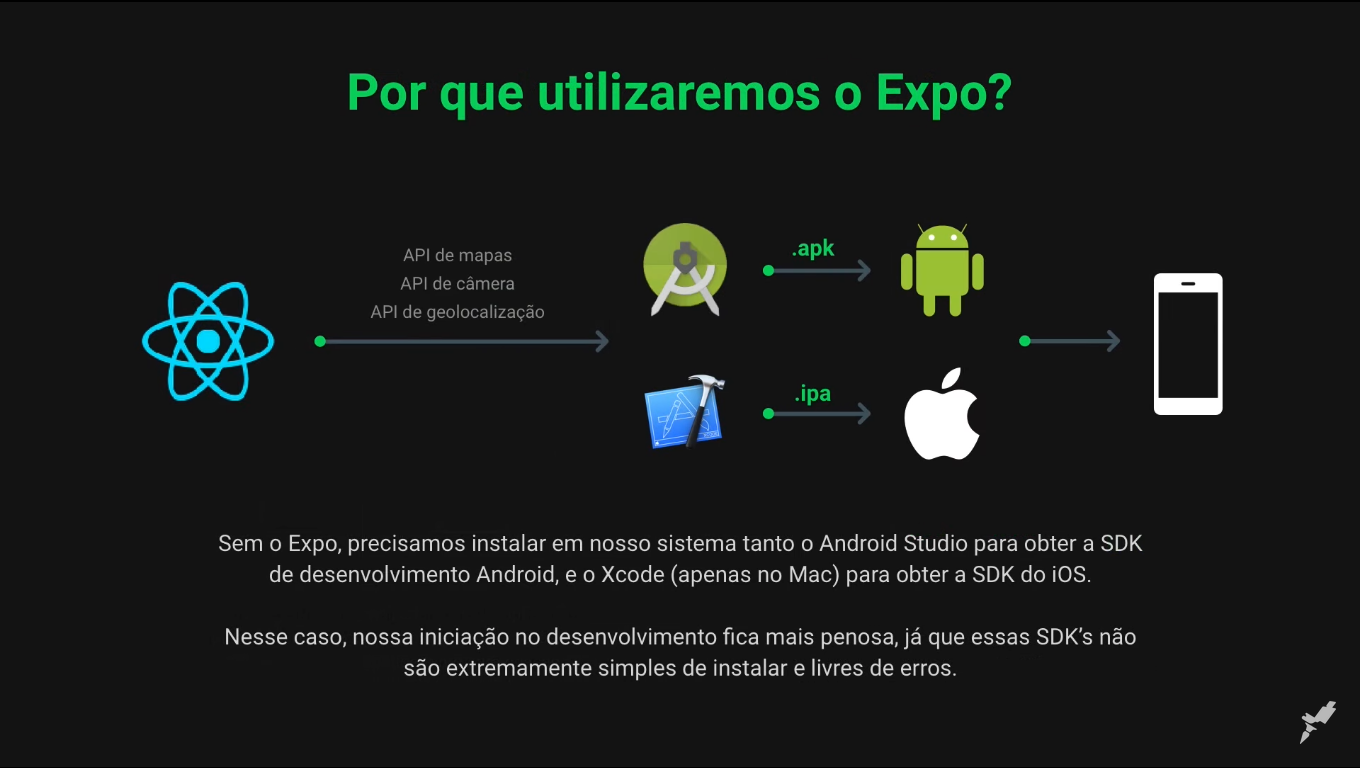 Por que utilizaremos o Expo?
API de mapas
API de câmera
API de geolocalização
.apk
.ipa
Sem o Expo, precisamos instalar em nosso sistema tanto o Android Studio para obter a SDK
de desenvolvimento Android, e o Xcode (apenas no Mac) para obter a SDK do iOS.
Nesse caso, nossa iniciação no desenvolvimento fica mais penosa, já que essas SDK’s não
são extremamente simples de instalar e livres de erros.